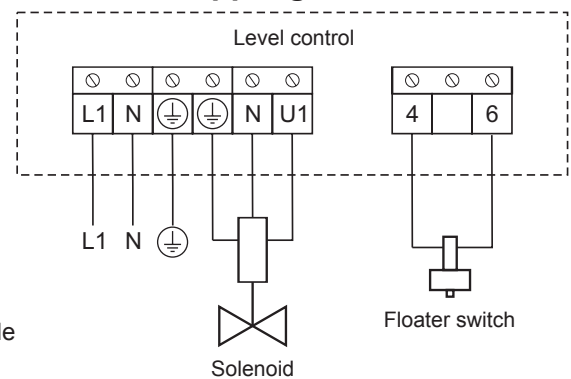 Level control
L1 N N U1
4 6
L1 N
Floater switch
Solenoid